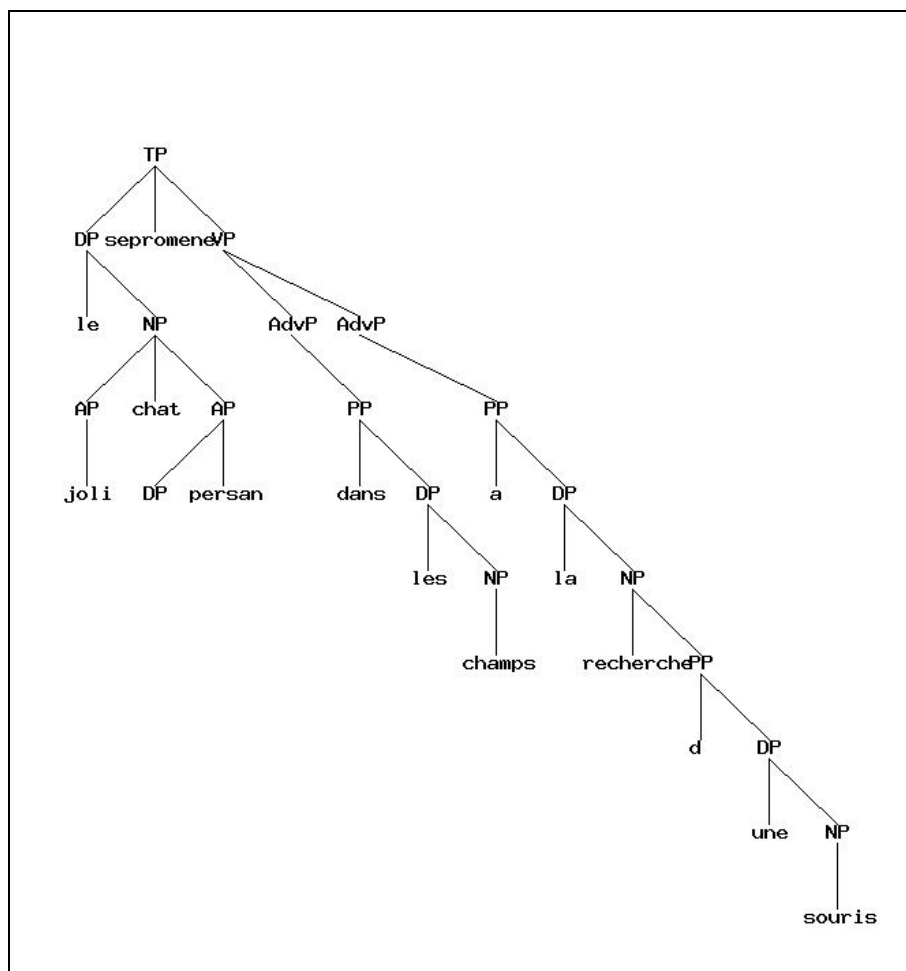 TP
DP sepromene VP
le NP AdvP AdvP
AP chat AP PP PP
joli DP persan dans DP a DP
les NP la NP
champs recherche PP
d DP
une NP
souris